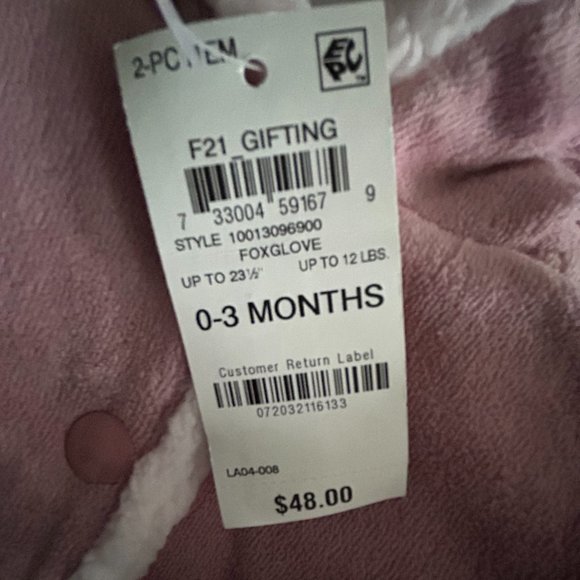 2-PC ITEM
EPC™
F21_GIFTING
7 33004 59167 9
STYLE 10013096900
FOXGLOVE
UP TO 23½" UP TO 12 LBS.
0-3 MONTHS
Customer Return Label
072032116133
LA04-008
$48.00